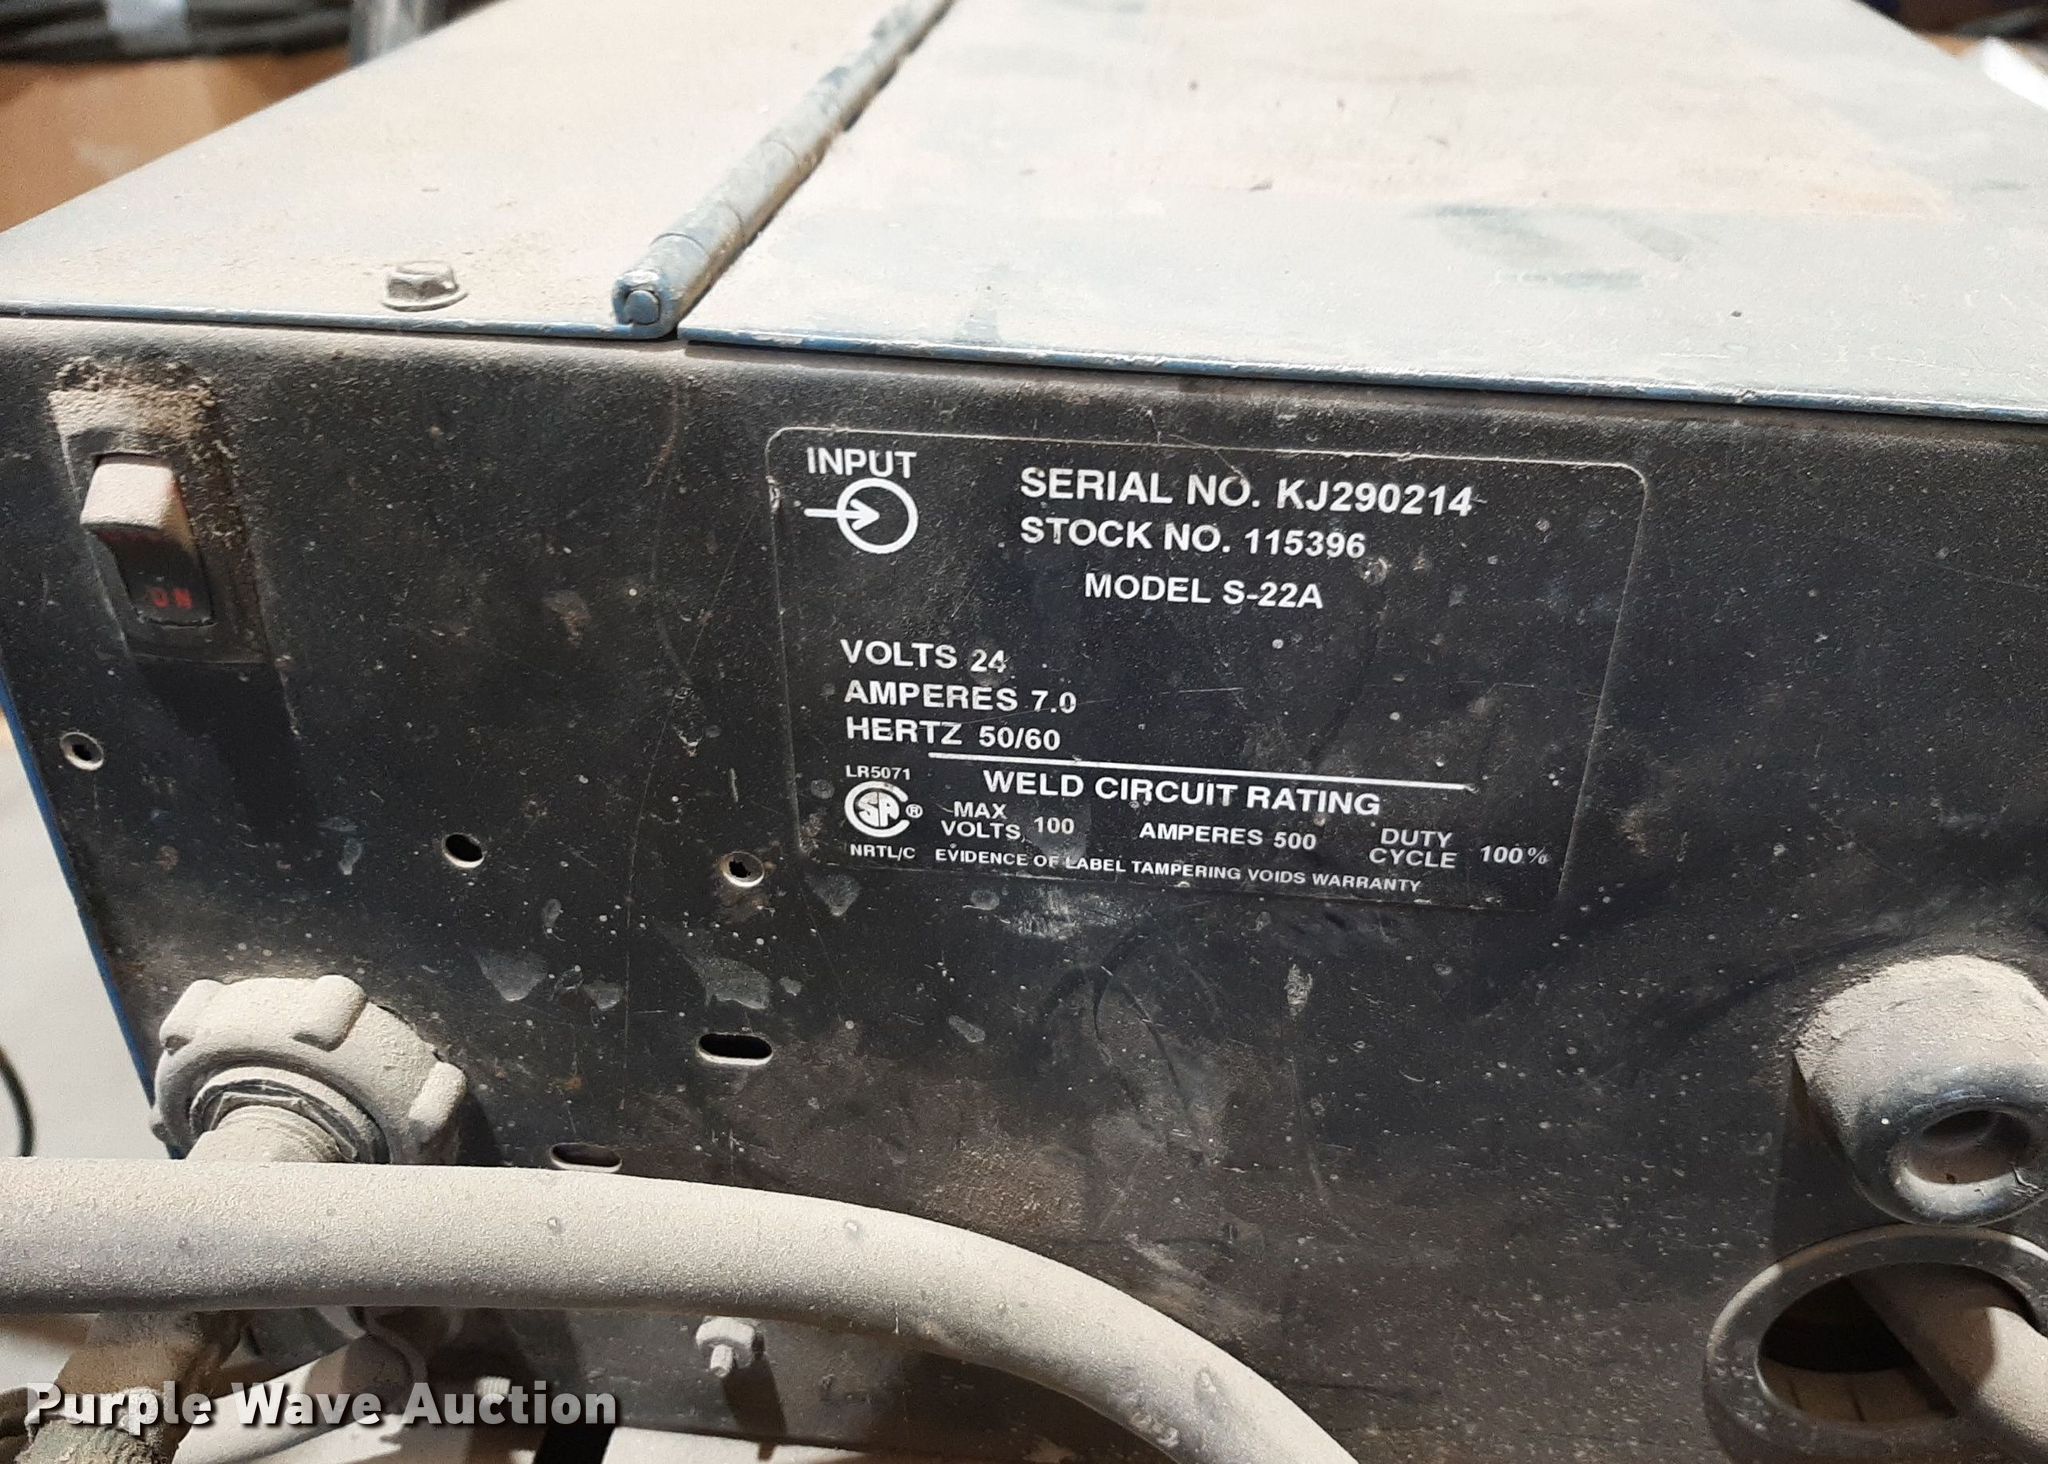 INPUT
SERIAL NO. KJ290214
STOCK NO. 115396
MODEL S-22A
ON
VOLTS 24
AMPERES 7.0
HERTZ 50/60
LR5071
WELD CIRCUIT RATING
MAX VOLTS 100 AMPERES 500 DUTY CYCLE 100%
NRTL/C EVIDENCE OF LABEL TAMPERING VOIDS WARRANTY
Purple Wave Auction